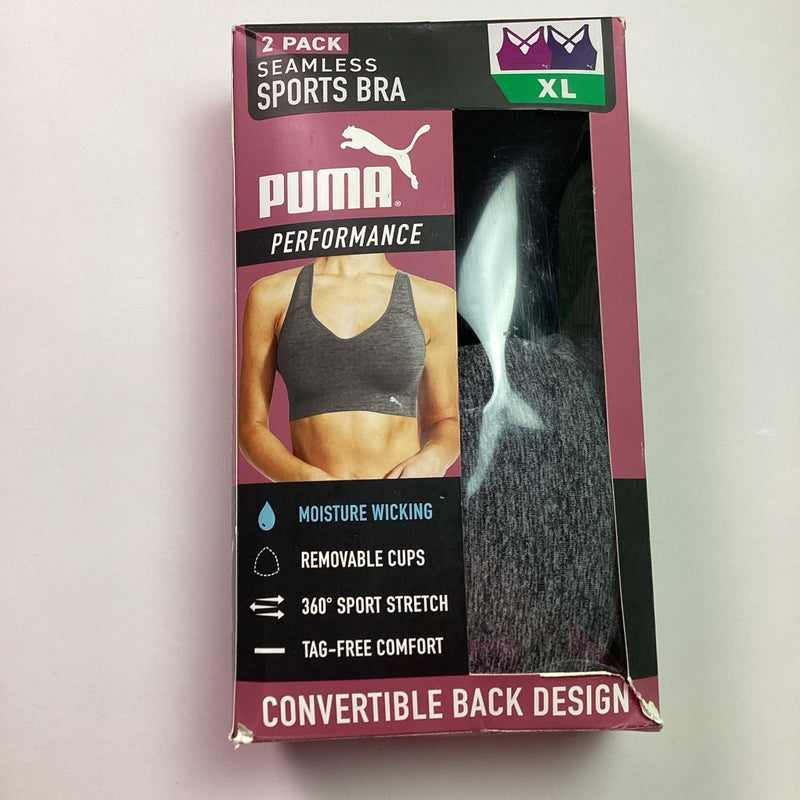 2 PACK
SEAMLESS
SPORTS BRA
XL
PUMA®
PERFORMANCE
MOISTURE WICKING
REMOVABLE CUPS
360° SPORT STRETCH
TAG-FREE COMFORT
CONVERTIBLE BACK DESIGN